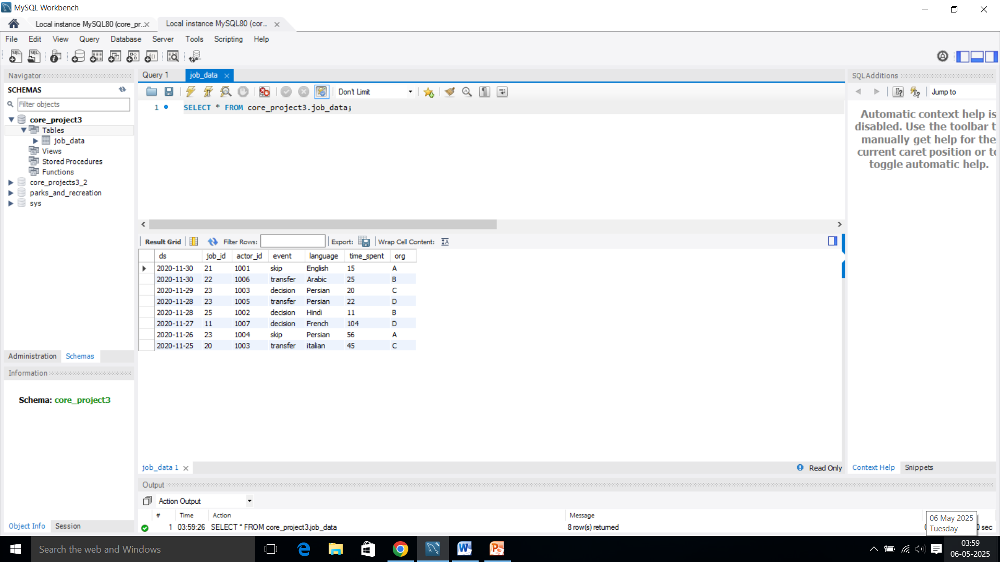 MySQL Workbench
Local instance MySQL80 (core_pr... Local instance MySQL80 (cor...
File Edit View Query Database Server Tools Scripting Help
Navigator
SCHEMAS
Filter objects
core_project3
Tables
job_data
Views
Stored Procedures
Functions
core_projects3_2
parks_and_recreation
sys
Administration Schemas
Information
Schema: core_project3
Object Info Session
Query 1 job_data
Don't Limit
1 SELECT * FROM core_project3.job_data;
Result Grid Filter Rows: Export: Wrap Cell Content:
ds job_id actor_id event language time_spent org
2020-11-30 21 1001 skip English 15 A
2020-11-30 22 1006 transfer Arabic 25 B
2020-11-29 23 1003 decision Persian 20 C
2020-11-28 23 1005 transfer Persian 22 D
2020-11-28 25 1002 decision Hindi 11 B
2020-11-27 11 1007 decision French 104 D
2020-11-26 23 1004 skip Persian 56 A
2020-11-25 20 1003 transfer italian 45 C
job_data 1 Read Only
Output
Action Output
# Time Action Message
1 03:59:26 SELECT * FROM core_project3.job_data 8 row(s) returned 0 sec
SQLAdditions
Jump to
Automatic context help is
disabled. Use the toolbar t
manually get help for the
current caret position or to
toggle automatic help.
Context Help Snippets
06 May 2025
Tuesday
Search the web and Windows
03:59
06-05-2025